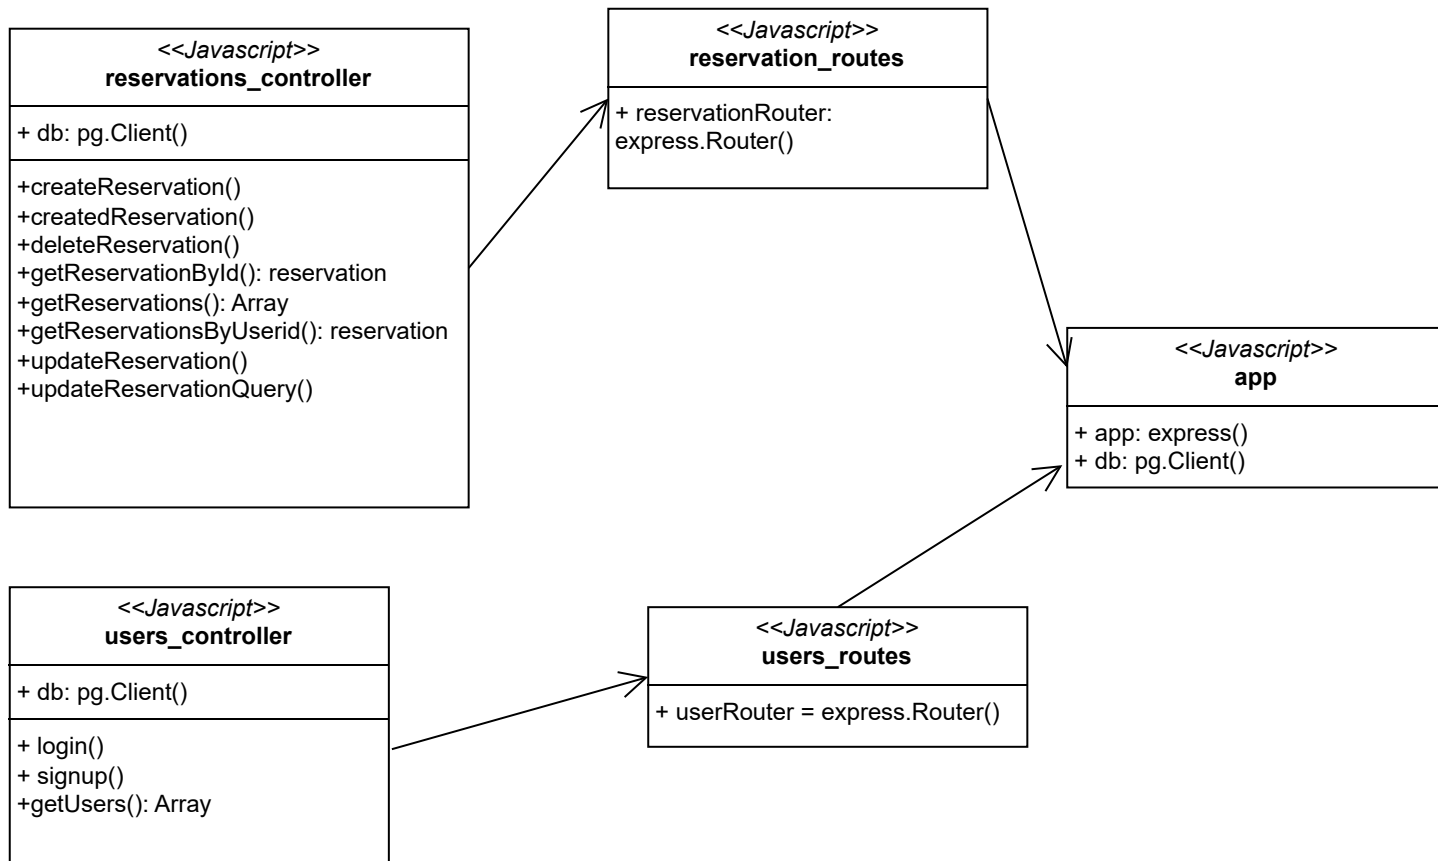 <<Javascript>>
reservations_controller
+ db: pg.Client()
+createReservation()
+createdReservation()
+deleteReservation()
+getReservationById(): reservation
+getReservations(): Array
+getReservationsByUserid(): reservation
+updateReservation()
+updateReservationQuery()
<<Javascript>>
reservation_routes
+ reservationRouter:
express.Router()
<<Javascript>>
app
+ app: express()
+ db: pg.Client()
<<Javascript>>
users_controller
+ db: pg.Client()
+ login()
+ signup()
+getUsers(): Array
<<Javascript>>
users_routes
+ userRouter = express.Router()